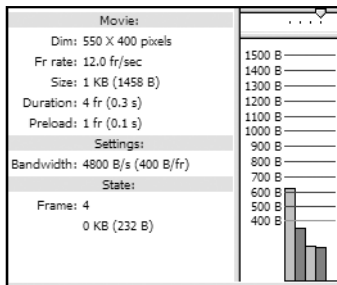 Movie:
Dim: 550 X 400 pixels
Fr rate: 12.0 fr/sec
Size: 1 KB (1458 B)
Duration: 4 fr (0.3 s)
Preload: 1 fr (0.1 s)
Settings:
Bandwidth: 4800 B/s (400 B/fr)
State:
Frame: 4
0 KB (232 B)
1500 B
1400 B
1300 B
1200 B
1100 B
1000 B
900 B
800 B
700 B
600 B
500 B
400 B